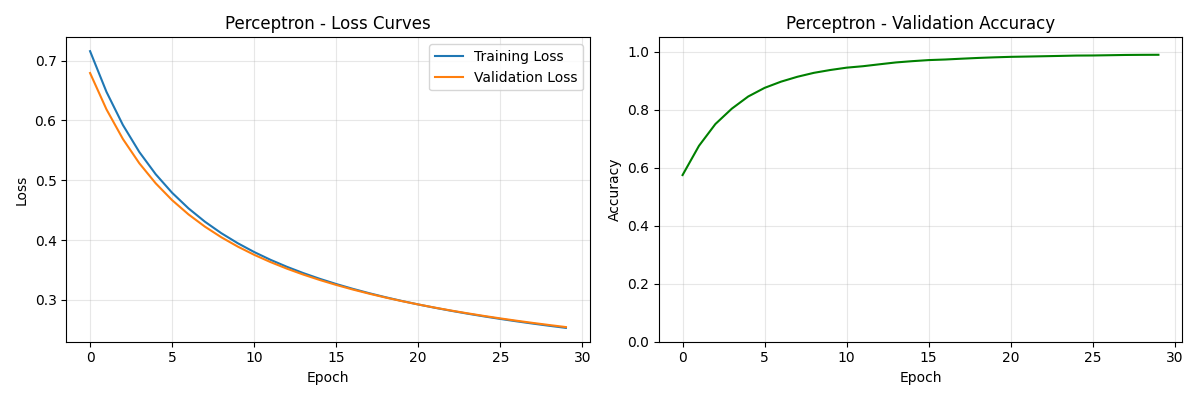 Perceptron - Loss Curves
Training Loss
Validation Loss
0.7
0.6
0.5
0.4
0.3
Loss
0 5 10 15 20 25 30
Epoch
Perceptron - Validation Accuracy
1.0
0.8
0.6
0.4
0.2
0.0
Accuracy
0 5 10 15 20 25 30
Epoch